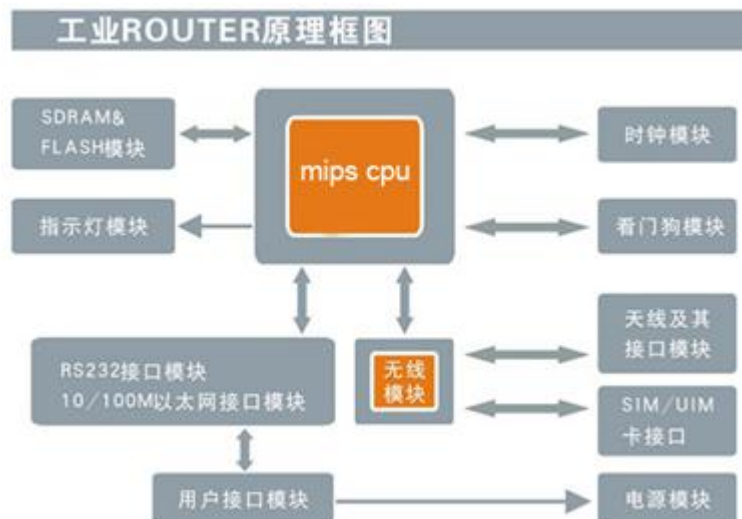 工业ROUTER原理框图
SDRAM&
FLASH模块
mips cpu
时钟模块
指示灯模块
看门狗模块
RS232接口模块
10/100M以太网接口模块
无线
模块
天线及其
接口模块
SIM/UIM
卡接口
用户接口模块
电源模块